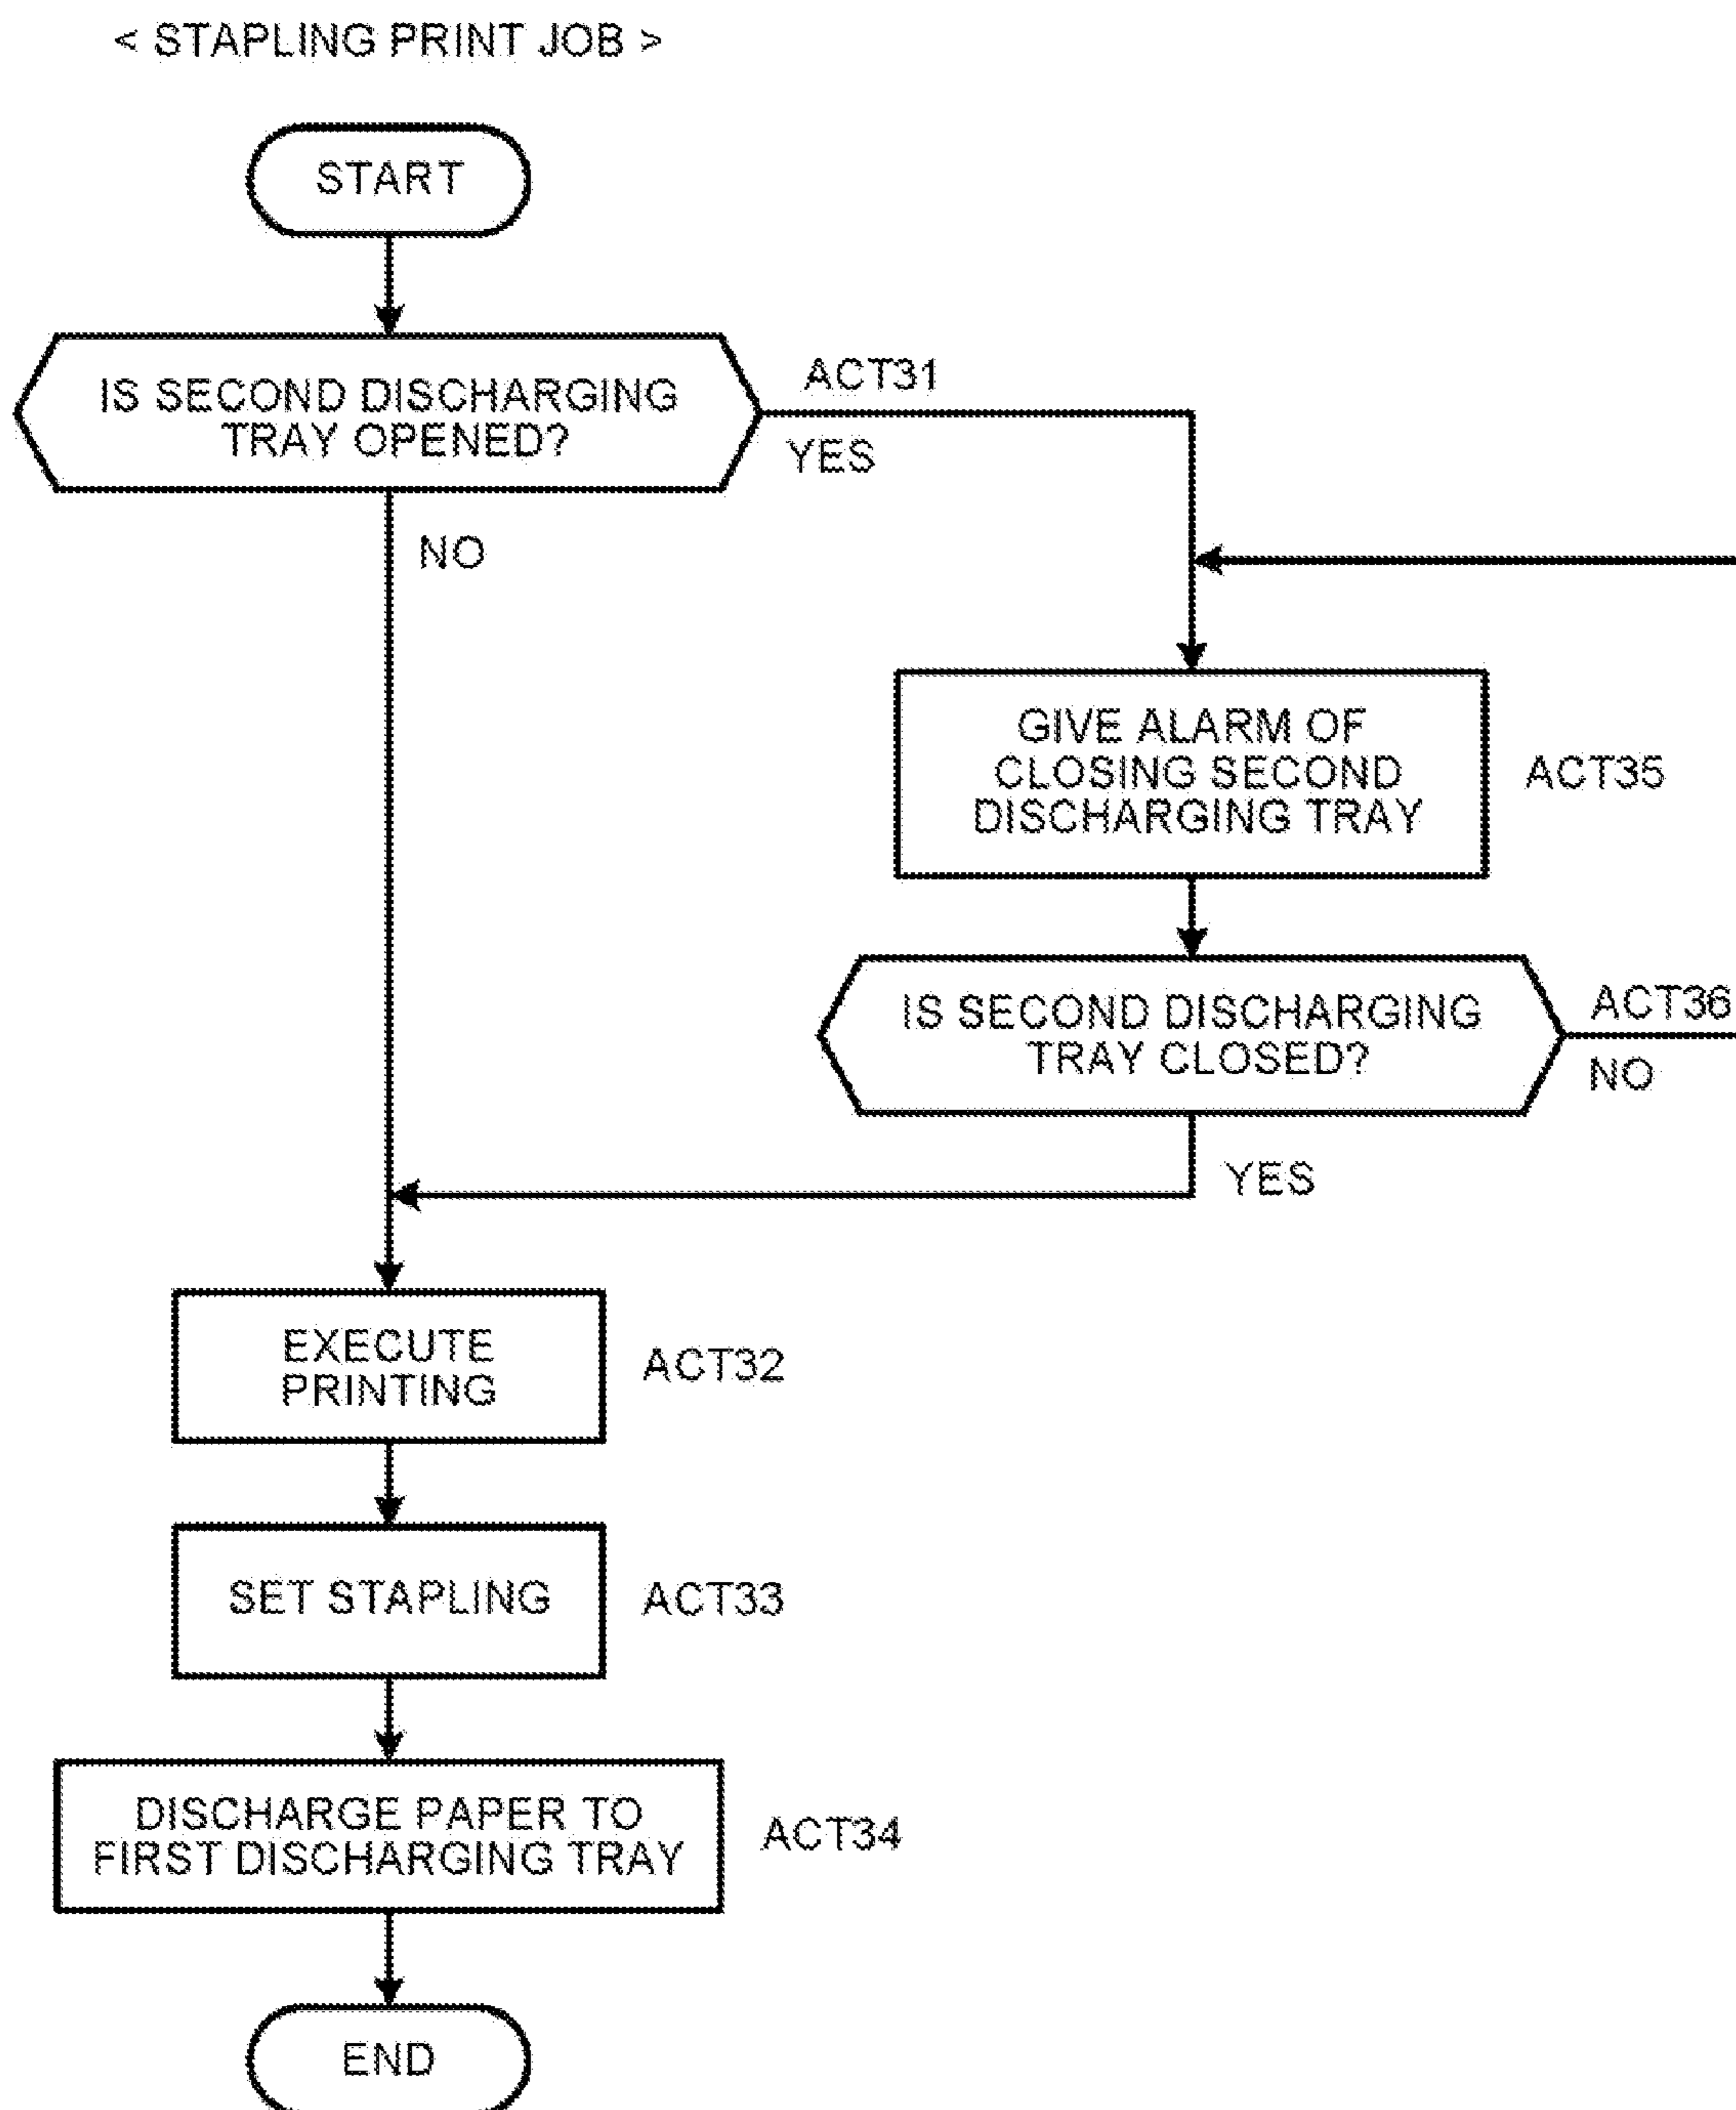 < STAPLING PRINT JOB >
START
IS SECOND DISCHARGING
TRAY OPENED?
ACT31
YES
NO
GIVE ALARM OF
CLOSING SECOND
DISCHARGING TRAY
ACT35
IS SECOND DISCHARGING
TRAY CLOSED?
ACT36
NO
YES
EXECUTE
PRINTING
ACT32
SET STAPLING
ACT33
DISCHARGE PAPER TO
FIRST DISCHARGING TRAY
ACT34
END